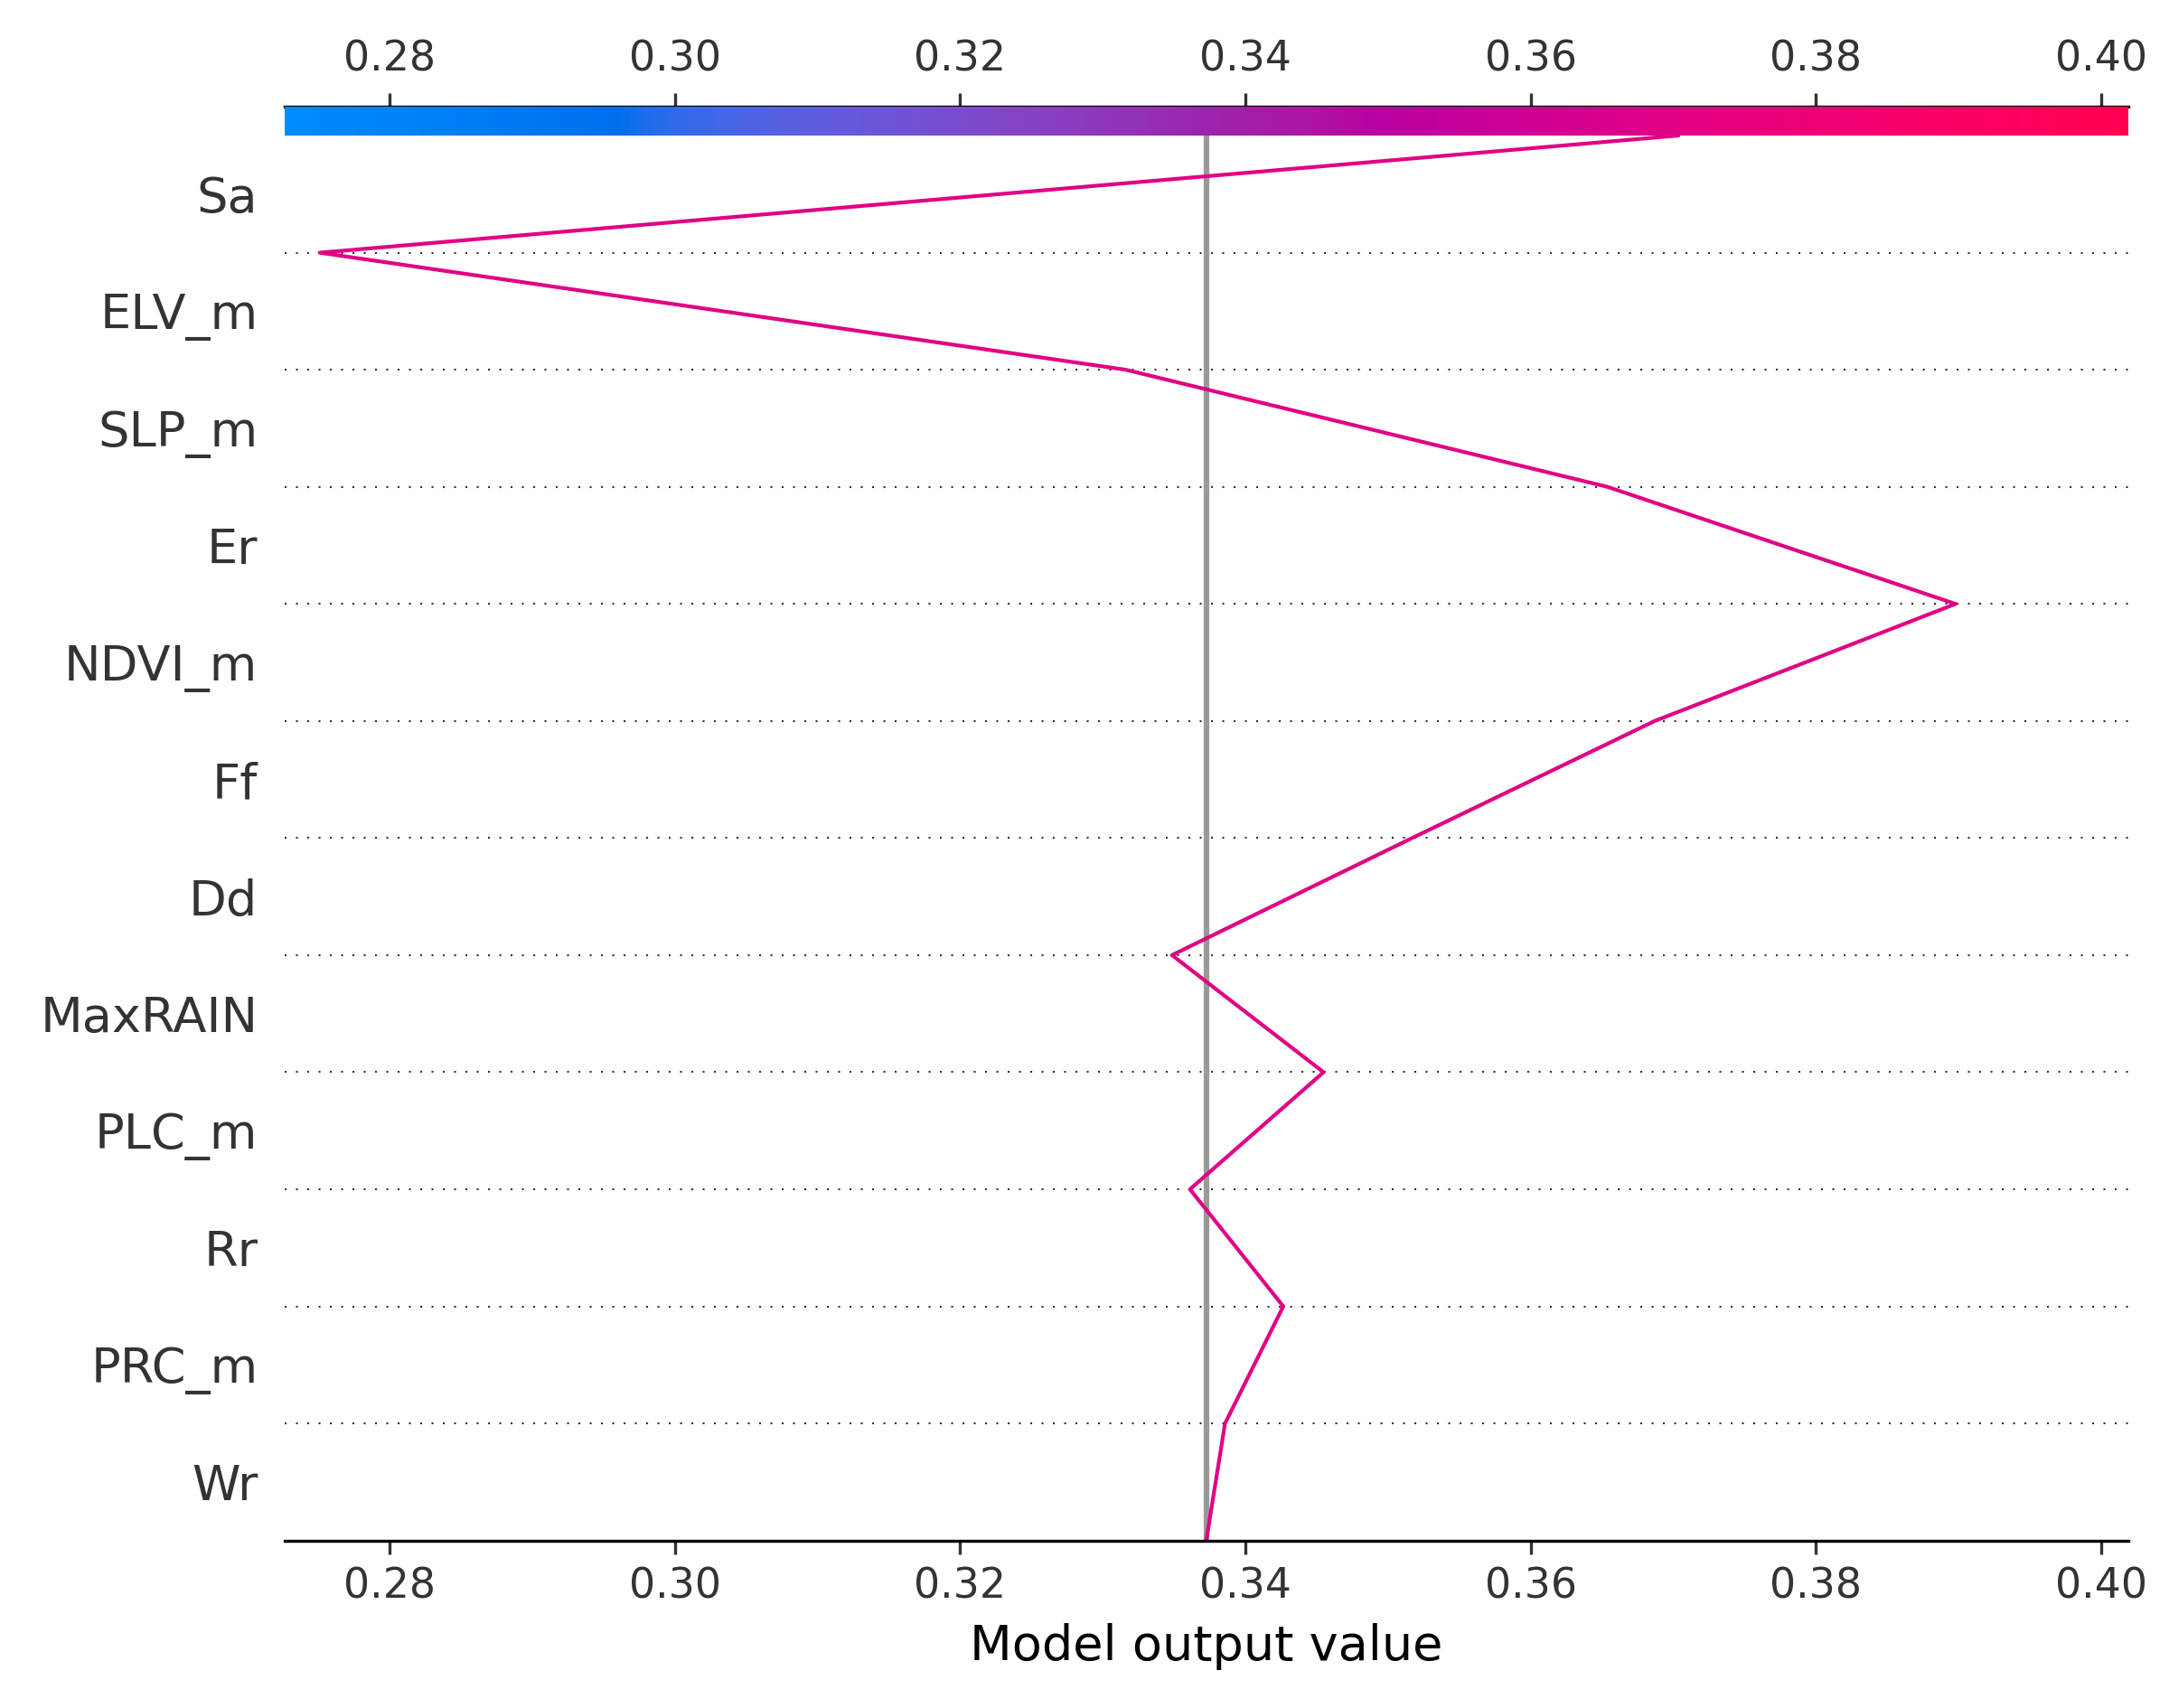 0.28 0.30 0.32 0.34 0.36 0.38 0.40
Sa
ELV_m
SLP_m
Er
NDVI_m
Ff
Dd
MaxRAIN
PLC_m
Rr
PRC_m
Wr
0.28 0.30 0.32 0.34 0.36 0.38 0.40
Model output value